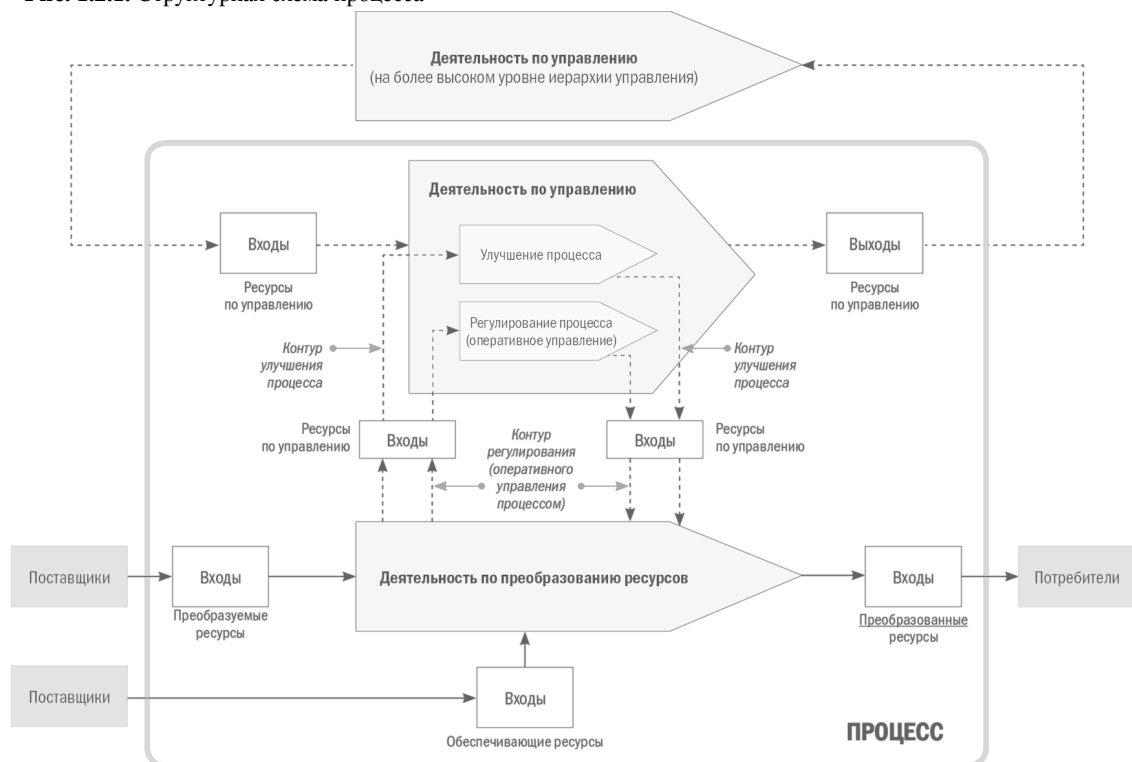 Рис. 1.2.1. Структурная схема процесса
Деятельность по управлению
(на более высоком уровне иерархии управления)
Деятельность по управлению
Входы
Ресурсы
по управлению
Улучшение процесса
Выходы
Ресурсы
по управлению
Регулирование процесса
(оперативное управление)
Контур
улучшения
процесса
Контур
улучшения
процесса
Ресурсы
по управлению
Входы
Контур
регулирования
(оперативного
управления
процессом)
Входы
Ресурсы
по управлению
Поставщики
Входы
Преобразуемые
ресурсы
Деятельность по преобразованию ресурсов
Входы
Преобразованные
ресурсы
Потребители
Поставщики
Входы
Обеспечивающие ресурсы
ПРОЦЕСС